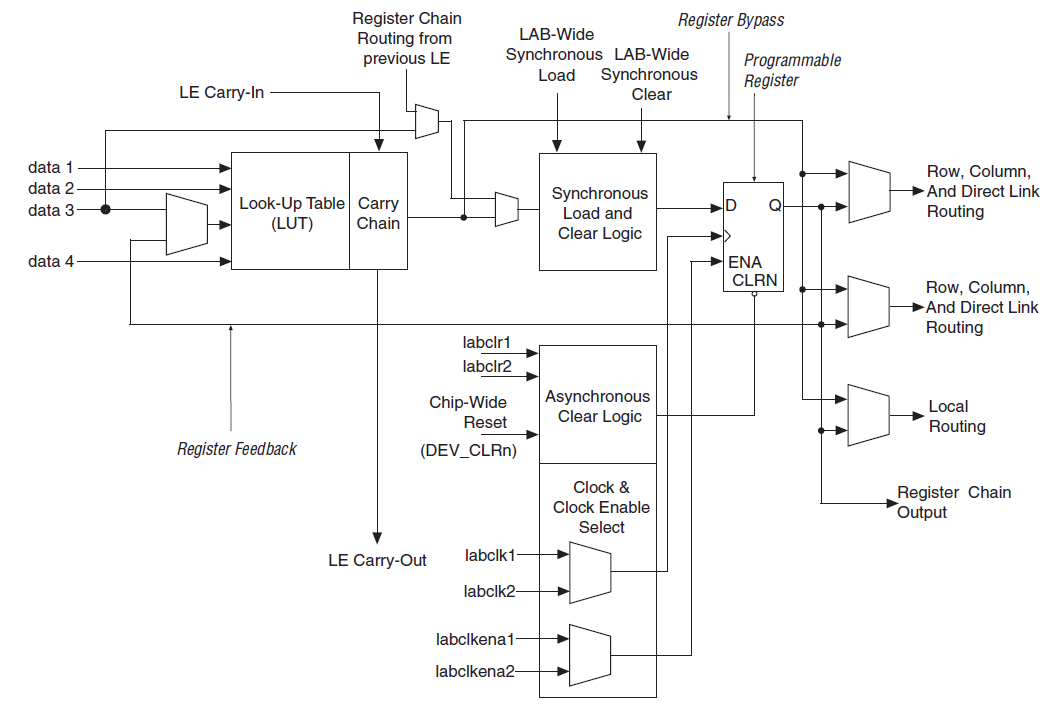 Register Chain
Routing from
previous LE
LAB-Wide
Synchronous
Load
LAB-Wide
Synchronous
Clear
Register Bypass
Programmable
Register
LE Carry-In
data 1
data 2
data 3
data 4
Look-Up Table
(LUT)
Carry
Chain
Synchronous
Load and
Clear Logic
D
Q
ENA
CLRN
Row, Column,
And Direct Link
Routing
Row, Column,
And Direct Link
Routing
Local
Routing
Register Chain
Output
Register Feedback
labclr1
labclr2
Chip-Wide
Reset
(DEV_CLRn)
Asynchronous
Clear Logic
Clock &
Clock Enable
Select
LE Carry-Out
labclk1
labclk2
labclkena1
labclkena2